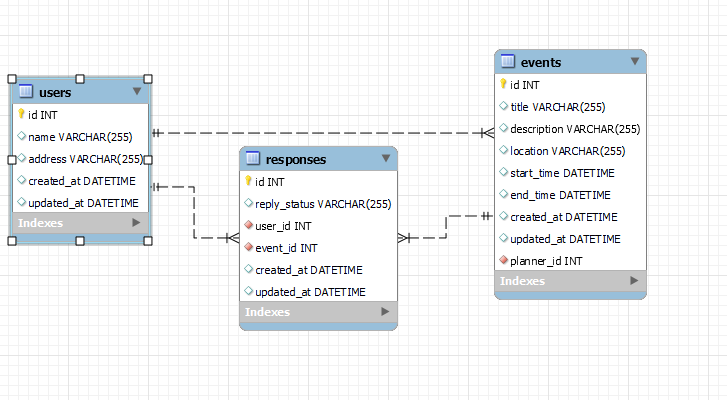 users
id INT
name VARCHAR(255)
address VARCHAR(255)
created_at DATETIME
updated_at DATETIME
Indexes
responses
id INT
reply_status VARCHAR(255)
user_id INT
event_id INT
created_at DATETIME
updated_at DATETIME
Indexes
events
id INT
title VARCHAR(255)
description VARCHAR(255)
location VARCHAR(255)
start_time DATETIME
end_time DATETIME
created_at DATETIME
updated_at DATETIME
planner_id INT
Indexes